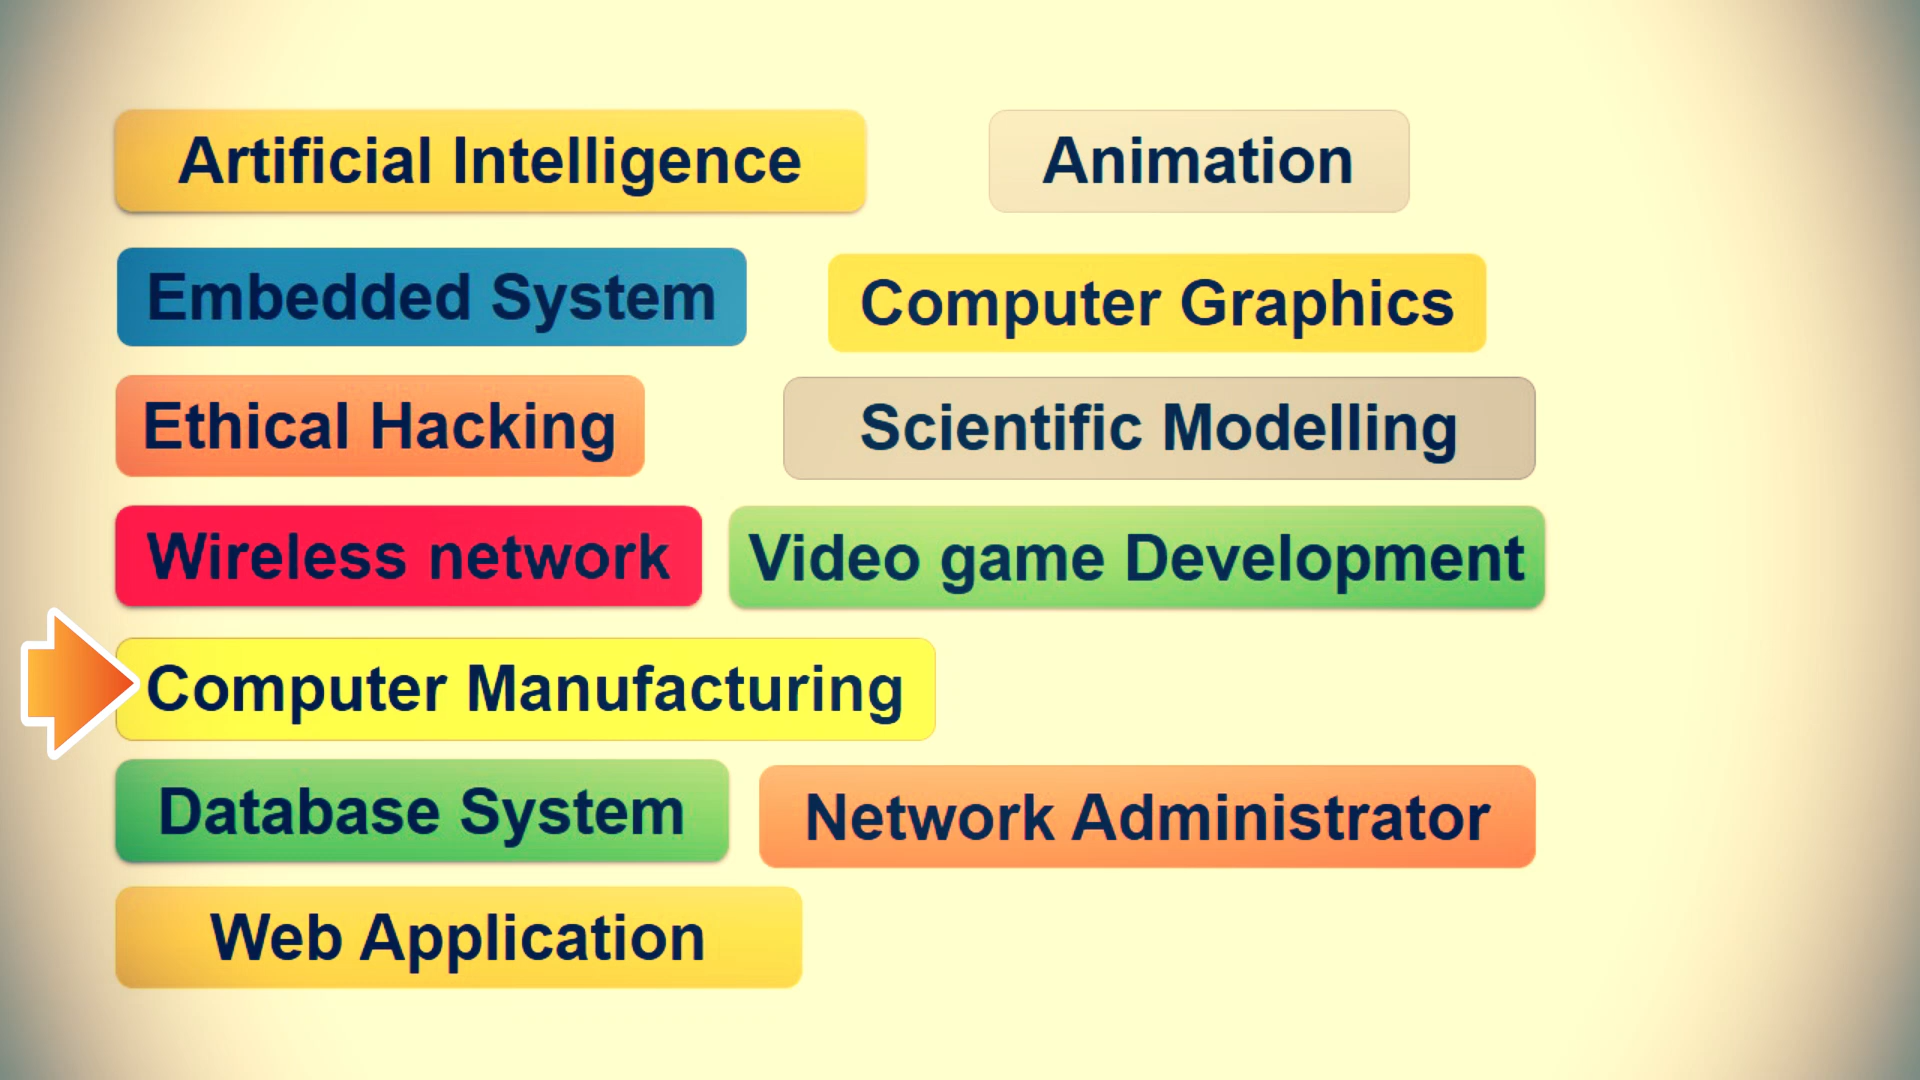 Artificial Intelligence
Animation
Embedded System
Computer Graphics
Ethical Hacking
Scientific Modelling
Wireless network
Video game Development
Computer Manufacturing
Database System
Network Administrator
Web Application